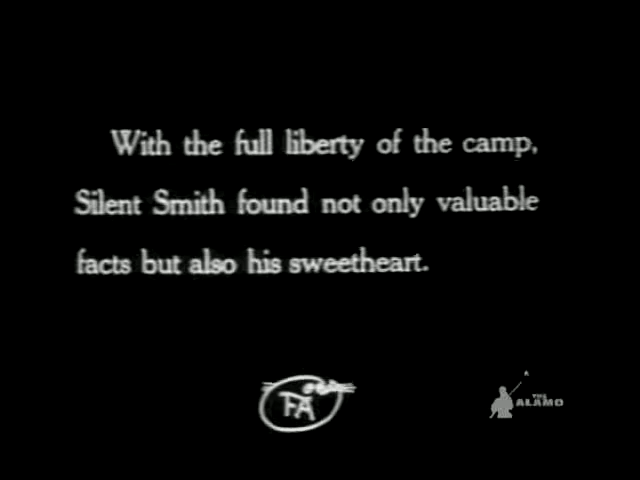 With the full liberty of the camp,
Silent Smith found not only valuable
facts but also his sweetheart.
FA
THE
ALAMO